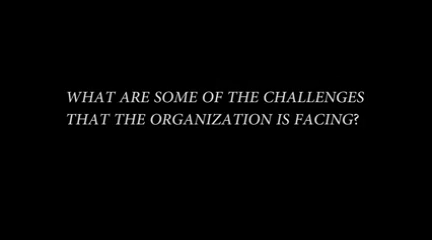 WHAT ARE SOME OF THE CHALLENGES
THAT THE ORGANIZATION IS FACING?